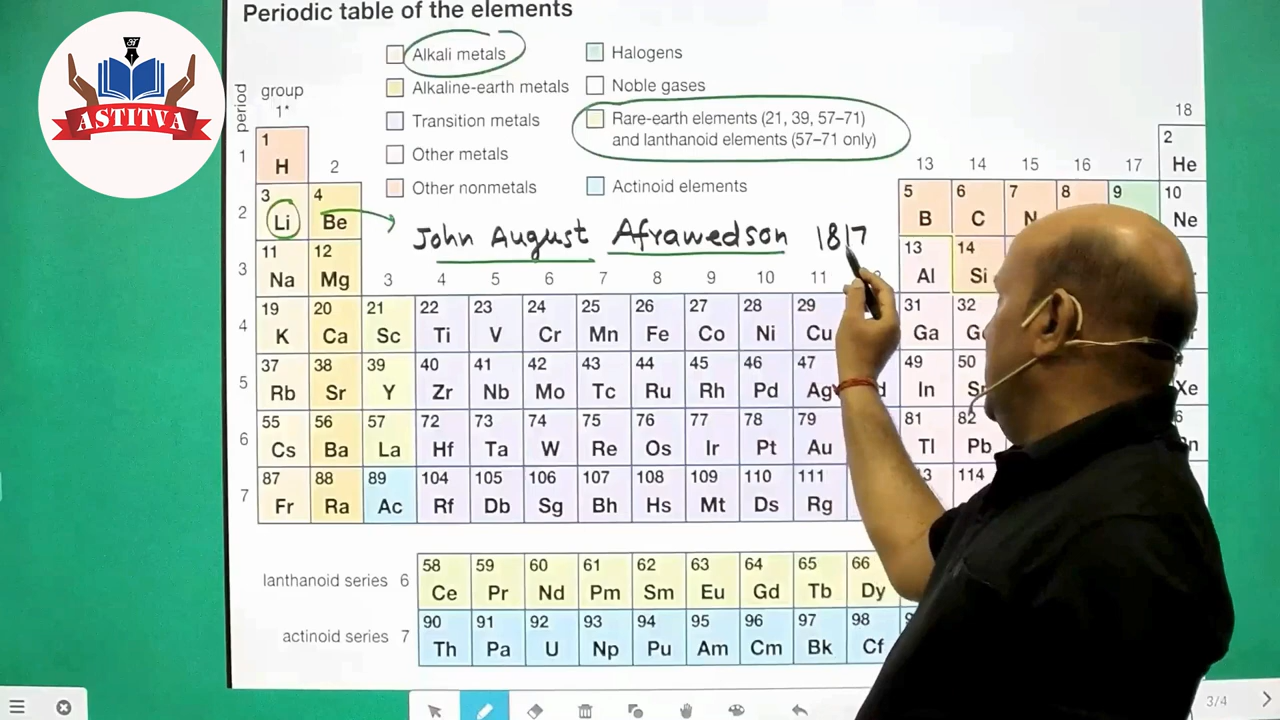 Periodic table of the elements
ASTITVA
Alkali metals
Alkaline-earth metals
Transition metals
Other metals
Other nonmetals
Halogens
Noble gases
Rare-earth elements (21, 39, 57–71)
and lanthanoid elements (57–71 only)
Actinoid elements
period
group
1* 18
1 H 2 He
2 13 14 15 16 17
2 3 Li 4 Be 5 B 6 C 7 N 8 9 10 Ne
John August Afrawedson 1817
3 11 Na 12 Mg 13 Al 14 Si
3 4 5 6 7 8 9 10 11
4 19 K 20 Ca 21 Sc 22 Ti 23 V 24 Cr 25 Mn 26 Fe 27 Co 28 Ni 29 Cu 31 Ga 32
5 37 Rb 38 Sr 39 Y 40 Zr 41 Nb 42 Mo 43 Tc 44 Ru 45 Rh 46 Pd 47 Ag 49 In 50 Sn Xe
6 55 Cs 56 Ba 57 La 72 Hf 73 Ta 74 W 75 Re 76 Os 77 Ir 78 Pt 79 Au 81 Tl 82 Pb
7 87 Fr 88 Ra 89 Ac 104 Rf 105 Db 106 Sg 107 Bh 108 Hs 109 Mt 110 Ds 111 Rg 114
lanthanoid series 6 58 Ce 59 Pr 60 Nd 61 Pm 62 Sm 63 Eu 64 Gd 65 Tb 66 Dy
actinoid series 7 90 Th 91 Pa 92 U 93 Np 94 Pu 95 Am 96 Cm 97 Bk 98 Cf
3/4